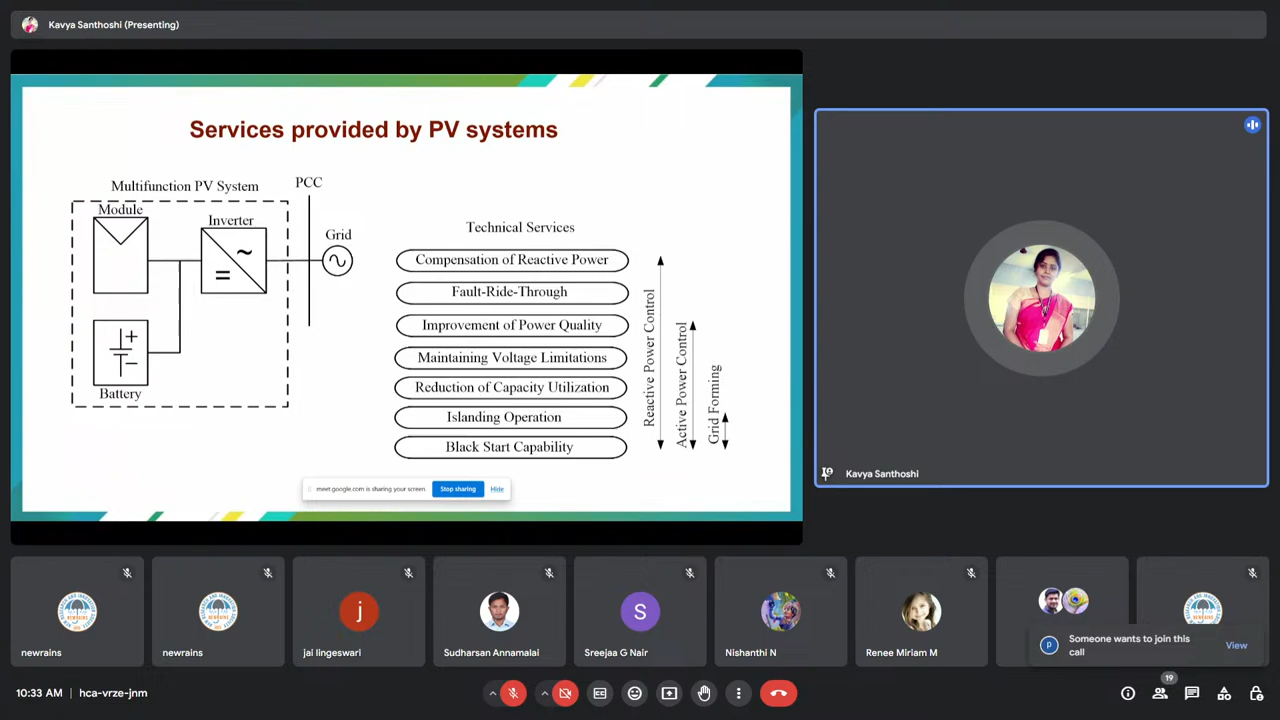 Kavya Santhoshi (Presenting)
Services provided by PV systems
Multifunction PV System
PCC
Module
Inverter
Grid
Battery
Technical Services
Compensation of Reactive Power
Fault-Ride-Through
Improvement of Power Quality
Maintaining Voltage Limitations
Reduction of Capacity Utilization
Islanding Operation
Black Start Capability
Reactive Power Control
Active Power Control
Grid Forming
meet.google.com is sharing your screen.
Stop sharing
Hide
Kavya Santhoshi
j
S
newrains
newrains
jai lingeswari
Sudharsan Annamalai
Sreejaa G Nair
Nishanthi N
Renee Miriam M
P
Someone wants to join this
call
View
10:33 AM | hca-vrze-jnm
19